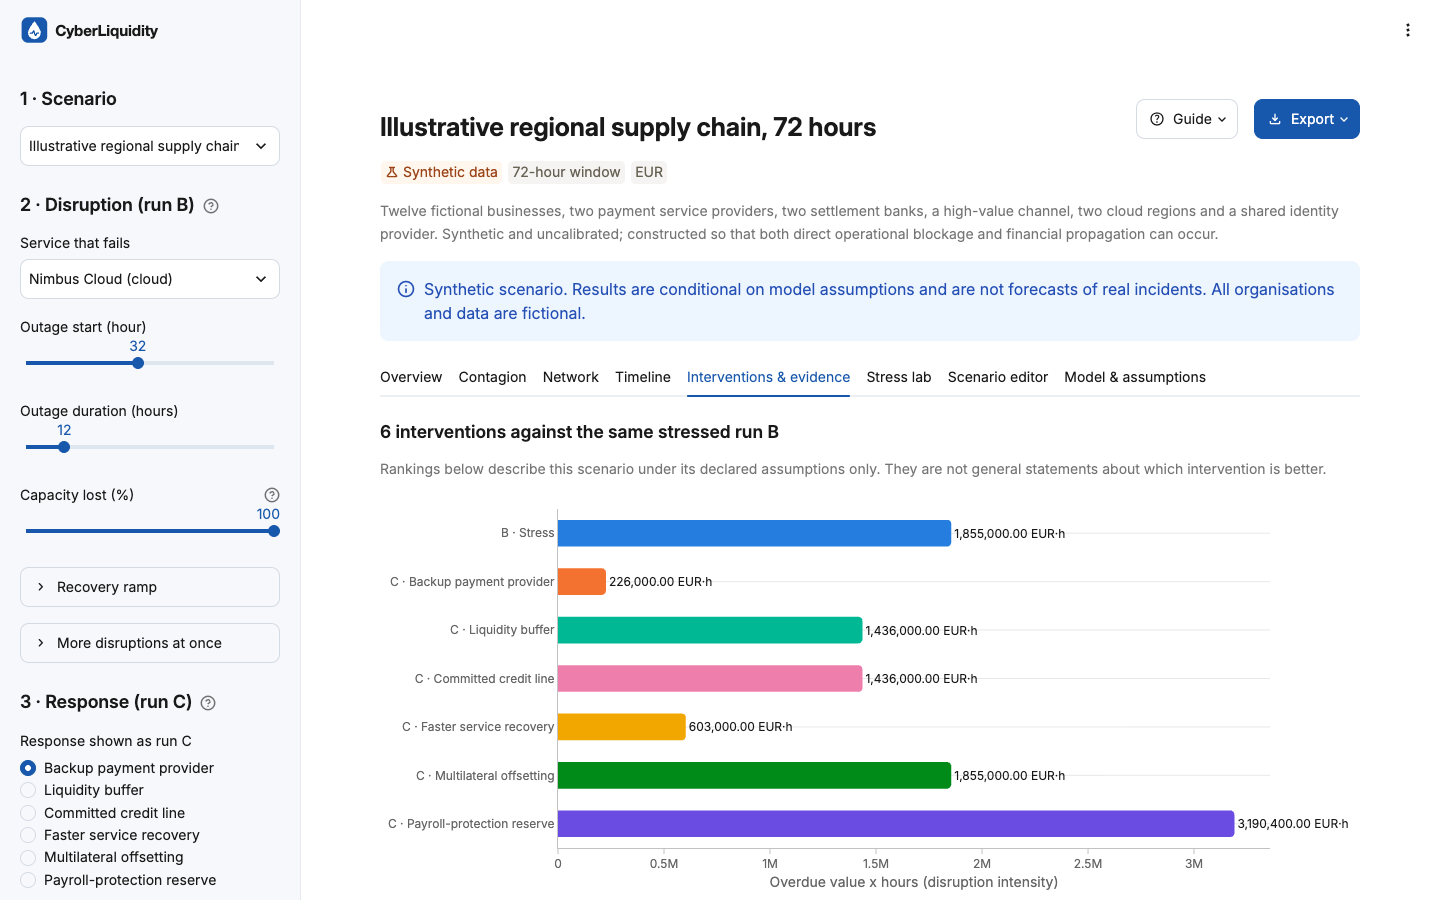 CyberLiquidity
1 · Scenario
Illustrative regional supply chain
2 · Disruption (run B)
Service that fails
Nimbus Cloud (cloud)
Outage start (hour)
32
Outage duration (hours)
12
Capacity lost (%)
100
Recovery ramp
More disruptions at once
3 · Response (run C)
Response shown as run C
Backup payment provider
Liquidity buffer
Committed credit line
Faster service recovery
Multilateral offsetting
Payroll-protection reserve
Illustrative regional supply chain, 72 hours
Guide
Export
Synthetic data 72-hour window EUR
Twelve fictional businesses, two payment service providers, two settlement banks, a high-value channel, two cloud regions and a shared identity
provider. Synthetic and uncalibrated; constructed so that both direct operational blockage and financial propagation can occur.
Synthetic scenario. Results are conditional on model assumptions and are not forecasts of real incidents. All organisations
and data are fictional.
Overview Contagion Network Timeline Interventions & evidence Stress lab Scenario editor Model & assumptions
6 interventions against the same stressed run B
Rankings below describe this scenario under its declared assumptions only. They are not general statements about which intervention is better.
B · Stress 1,855,000.00 EUR·h
C · Backup payment provider 226,000.00 EUR·h
C · Liquidity buffer 1,436,000.00 EUR·h
C · Committed credit line 1,436,000.00 EUR·h
C · Faster service recovery 603,000.00 EUR·h
C · Multilateral offsetting 1,855,000.00 EUR·h
C · Payroll-protection reserve 3,190,400.00 EUR·h
0 0.5M 1M 1.5M 2M 2.5M 3M
Overdue value x hours (disruption intensity)